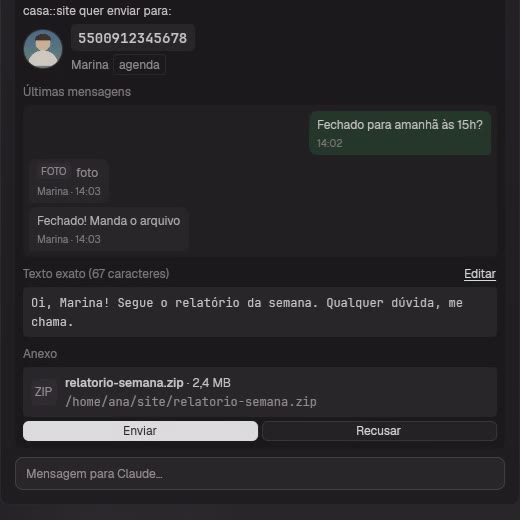 casa::site quer enviar para:
5500912345678
Marina agenda
Últimas mensagens
Fechado para amanhã às 15h?
14:02
FOTO foto
Marina · 14:03
Fechado! Manda o arquivo
Marina · 14:03
Texto exato (67 caracteres)
Editar
Oi, Marina! Segue o relatório da semana. Qualquer dúvida, me
chama.
Anexo
ZIP
relatorio-semana.zip · 2,4 MB
/home/ana/site/relatorio-semana.zip
Enviar
Recusar
Mensagem para Claude...